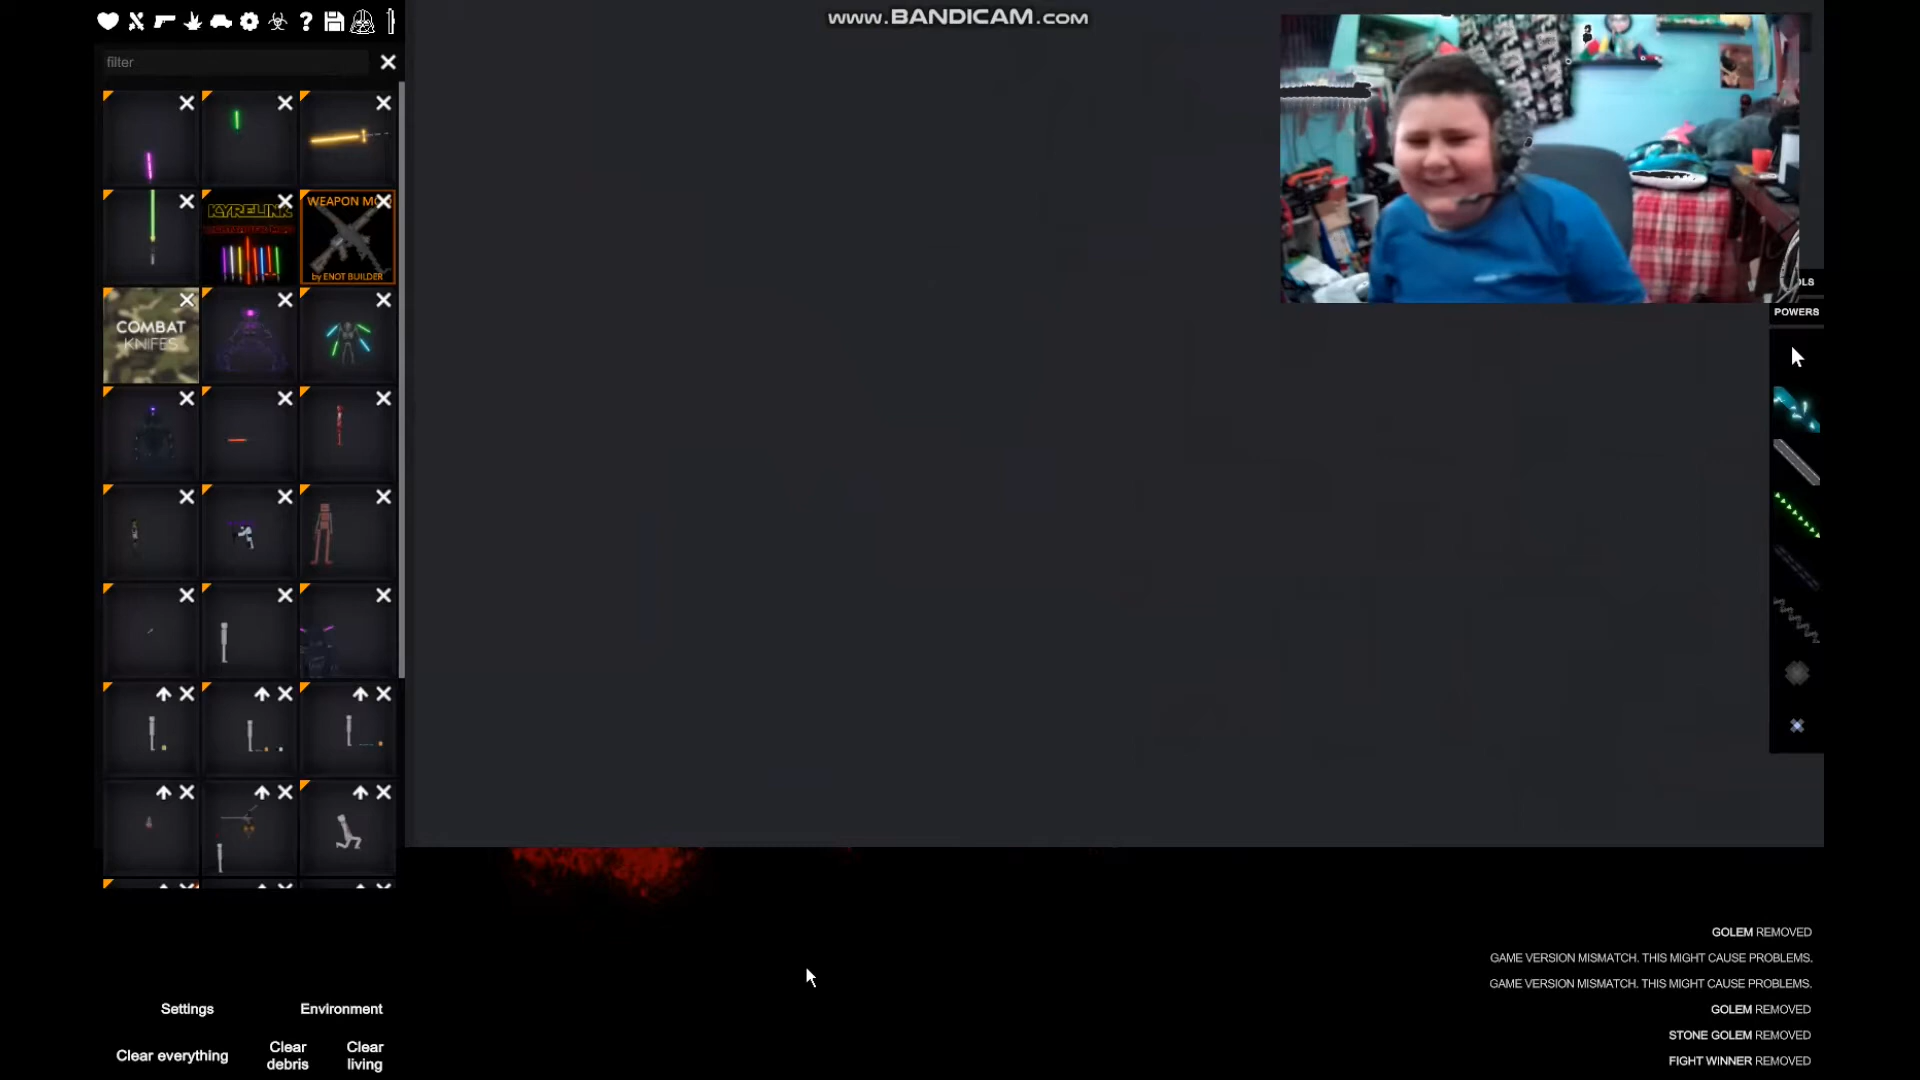 www.BANDICAM.com
filter
KYRELINK
WEAPON MOD
by ENOT BUILDER
COMBAT
KNIFES
POWERS
GOLEM REMOVED
GAME VERSION MISMATCH. THIS MIGHT CAUSE PROBLEMS.
GAME VERSION MISMATCH. THIS MIGHT CAUSE PROBLEMS.
GOLEM REMOVED
STONE GOLEM REMOVED
FIGHT WINNER REMOVED
Settings
Environment
Clear everything
Clear
debris
Clear
living